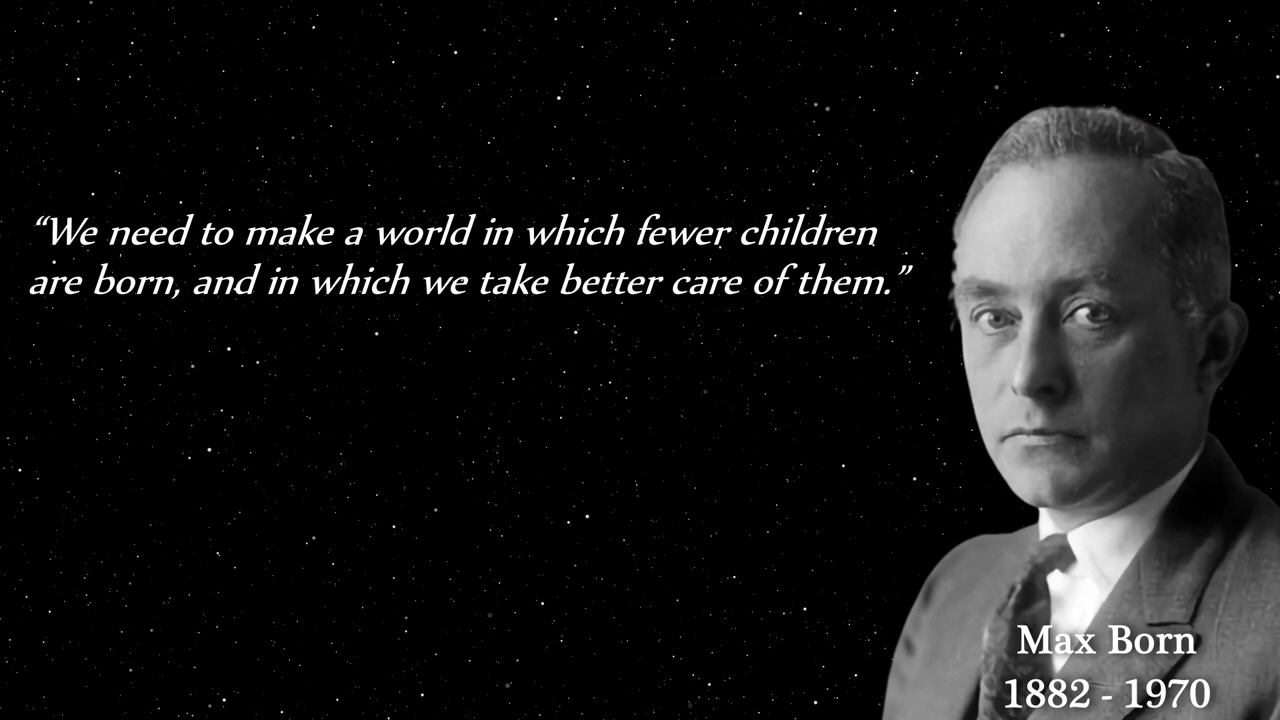 “We need to make a world in which fewer children
are born, and in which we take better care of them.”
Max Born
1882 - 1970